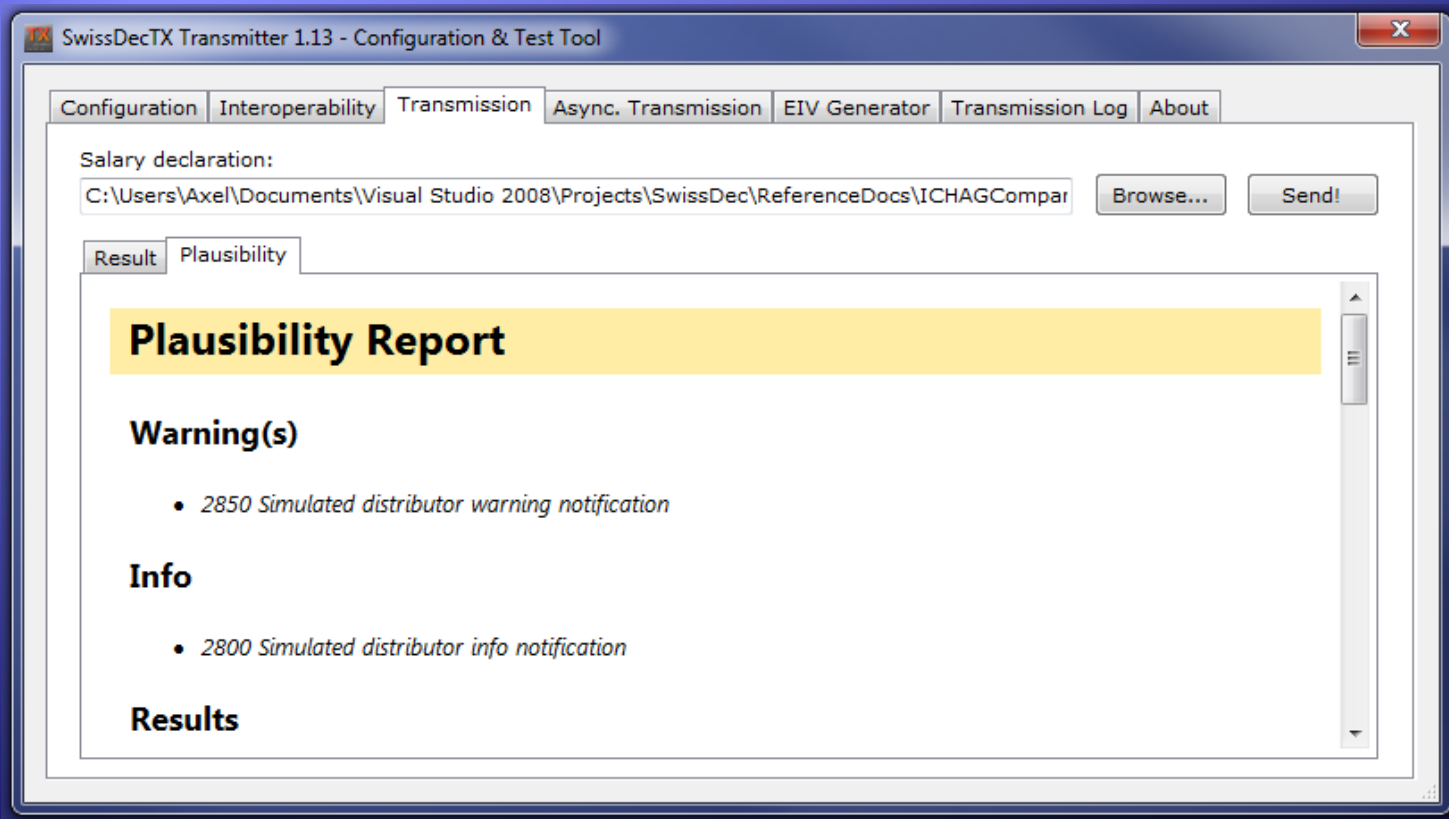 SwissDecTX Transmitter 1.13 - Configuration & Test Tool
Configuration Interoperability Transmission Async. Transmission EIV Generator Transmission Log About
Salary declaration:
C:\Users\Axel\Documents\Visual Studio 2008\Projects\SwissDec\ReferenceDocs\ICHAGCompar Browse... Send!
Result Plausibility
Plausibility Report
Warning(s)
• 2850 Simulated distributor warning notification
Info
• 2800 Simulated distributor info notification
Results